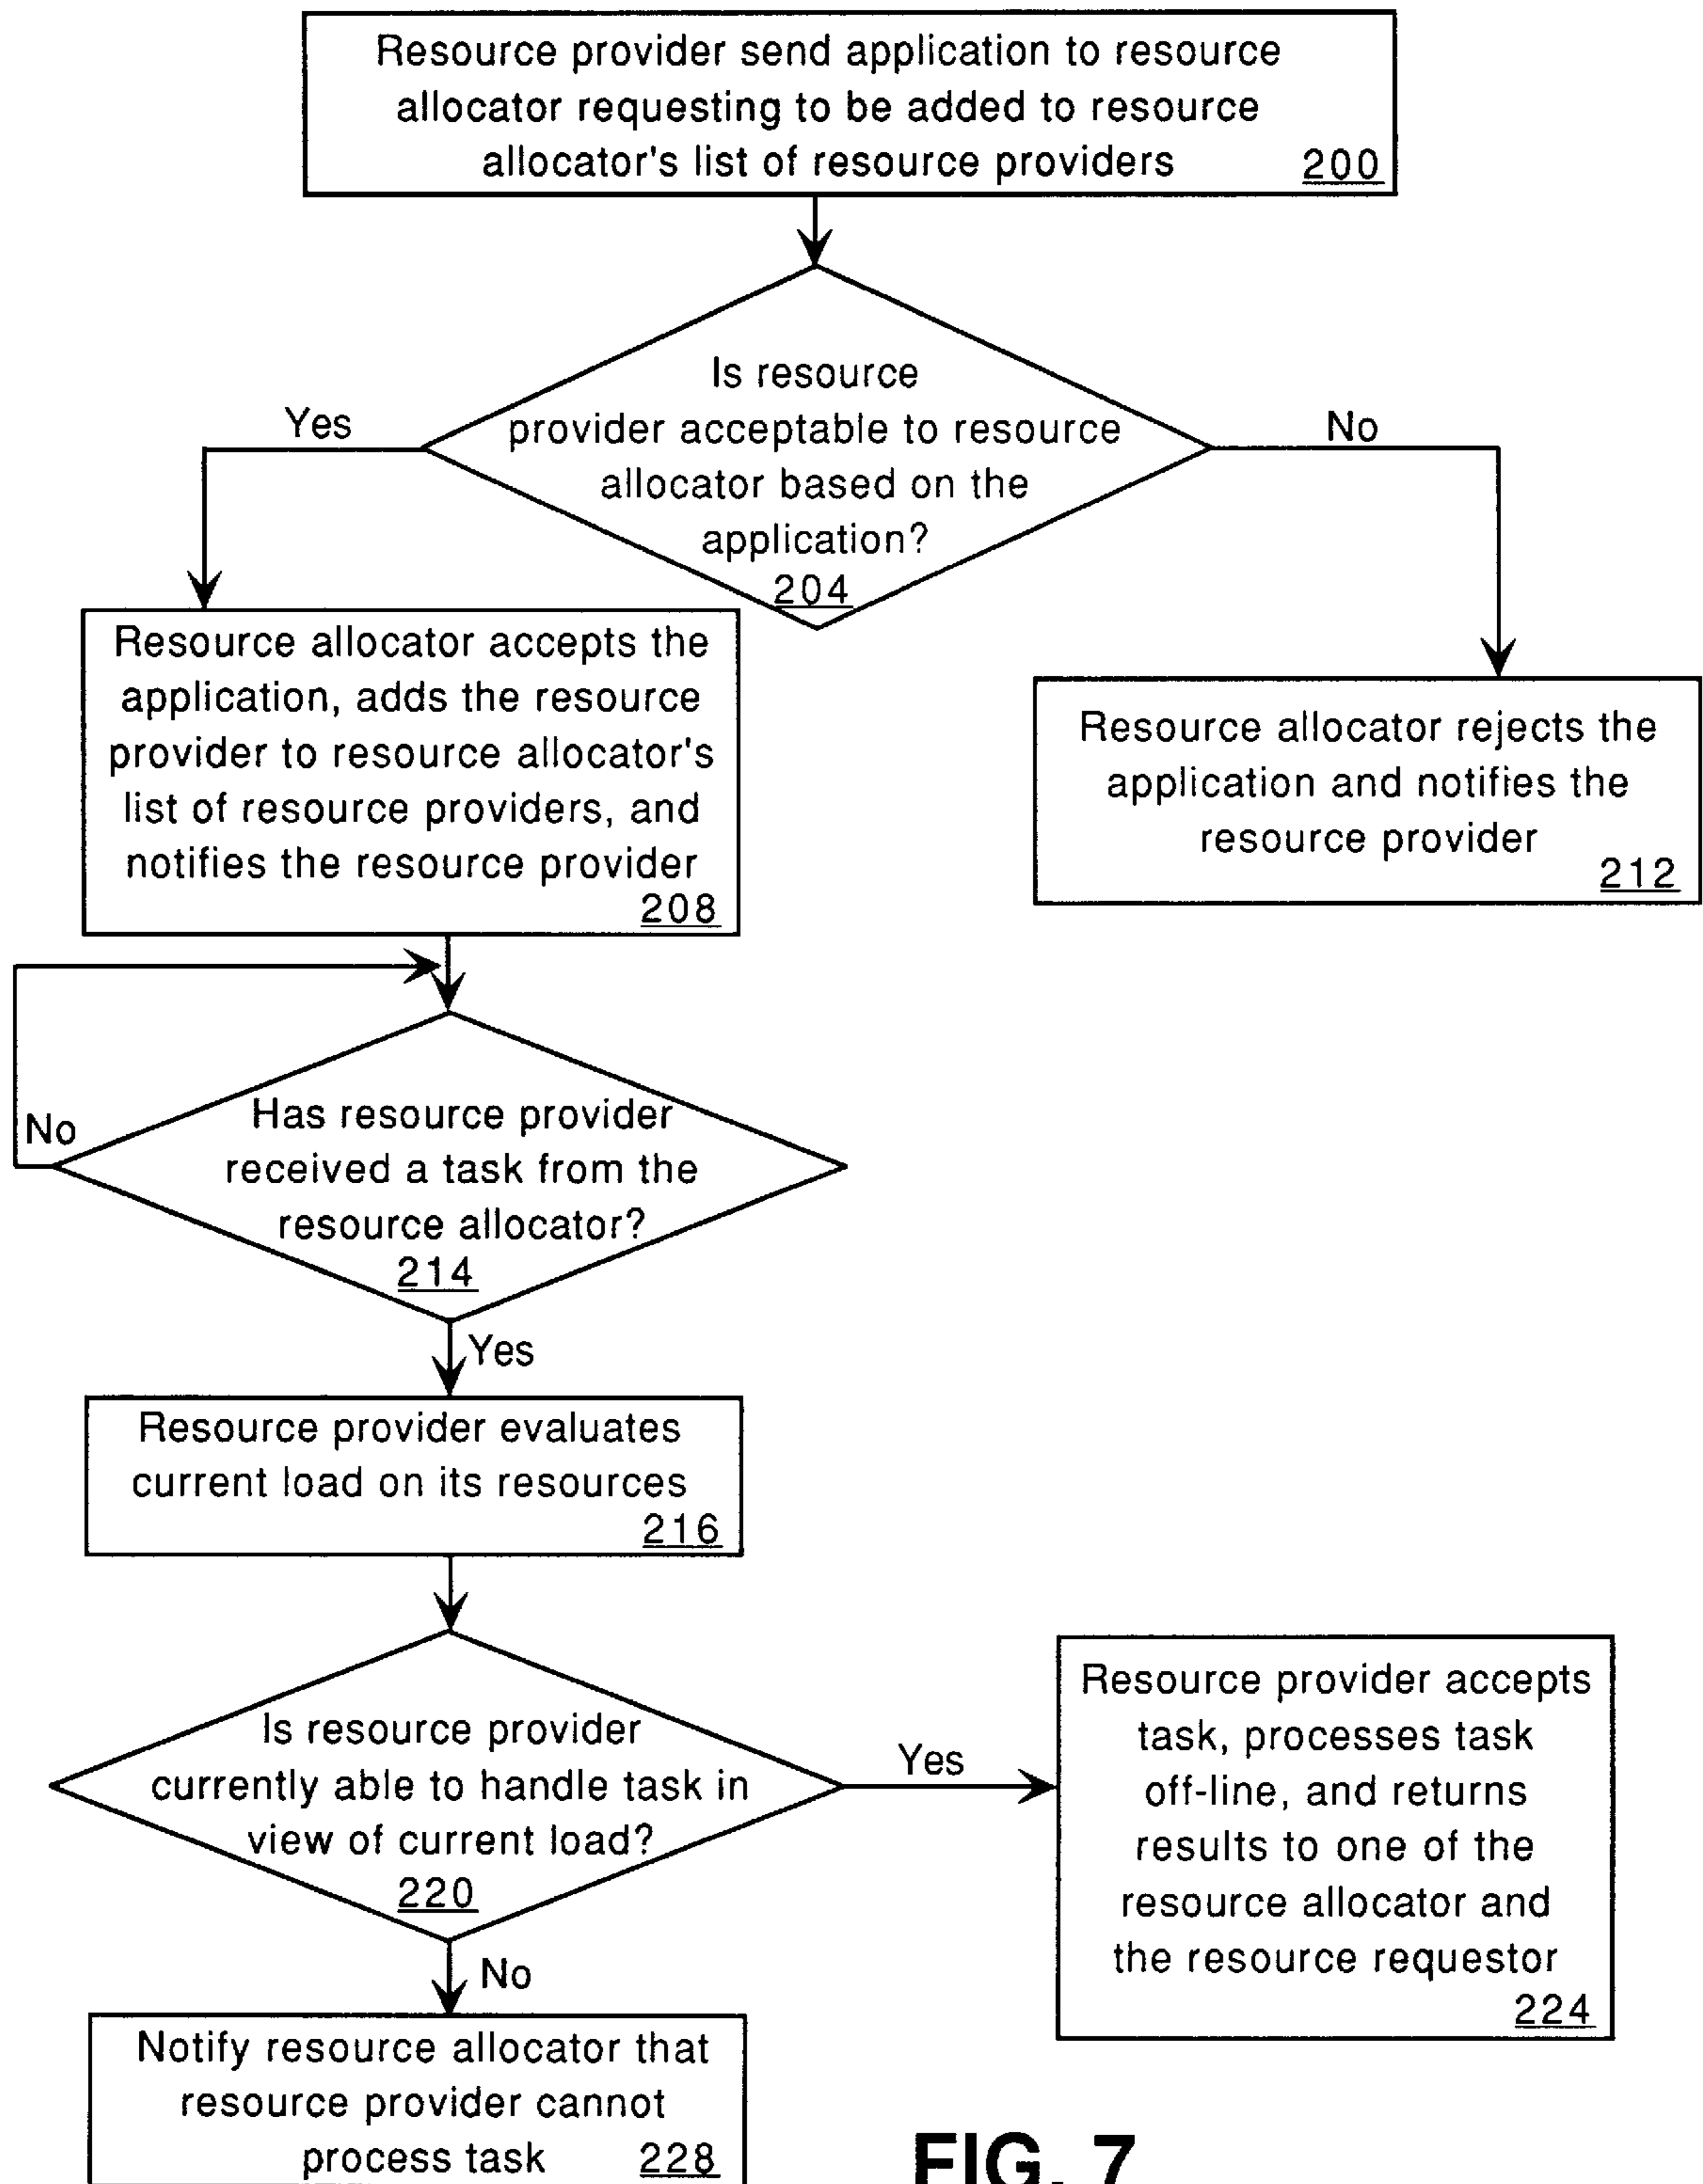 Resource provider send application to resource
allocator requesting to be added to resource
allocator's list of resource providers 200
Is resource
provider acceptable to resource
allocator based on the
application?
204
Yes
No
Resource allocator accepts the
application, adds the resource
provider to resource allocator's
list of resource providers, and
notifies the resource provider
208
Resource allocator rejects the
application and notifies the
resource provider
212
Has resource provider
received a task from the
resource allocator?
214
No
Yes
Resource provider evaluates
current load on its resources
216
Is resource provider
currently able to handle task in
view of current load?
220
Yes
Resource provider accepts
task, processes task
off-line, and returns
results to one of the
resource allocator and
the resource requestor
224
No
Notify resource allocator that
resource provider cannot
process task 228
FIG. 7